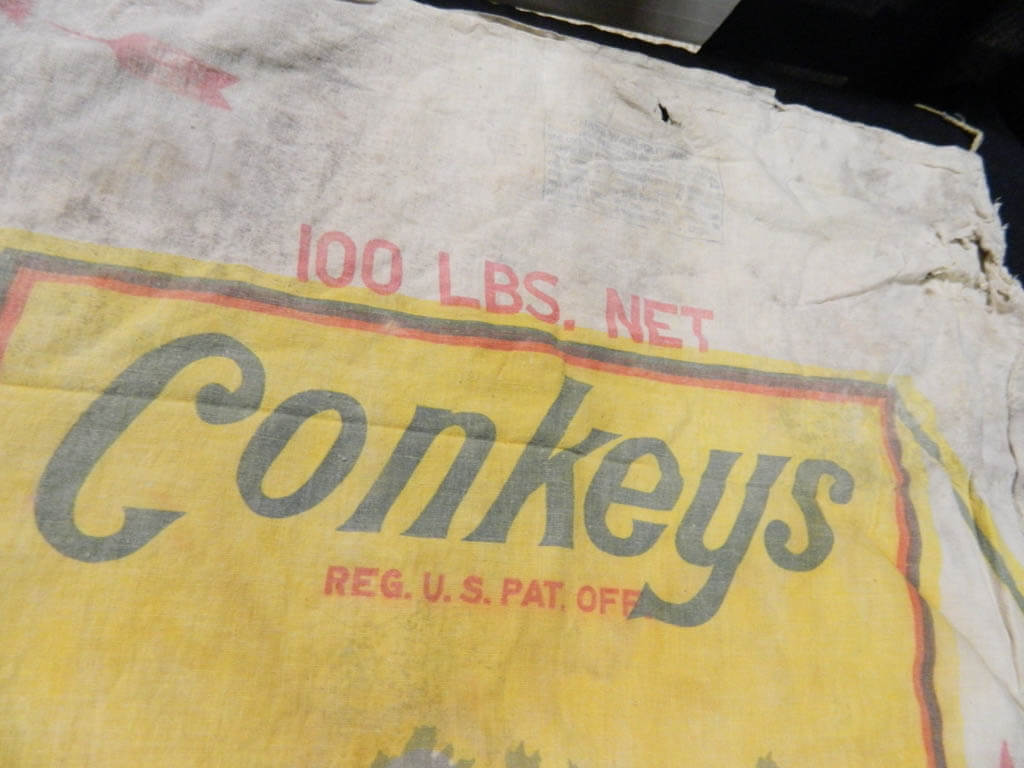 100 LBS. NET
Conkeys
REG. U. S. PAT. OFF